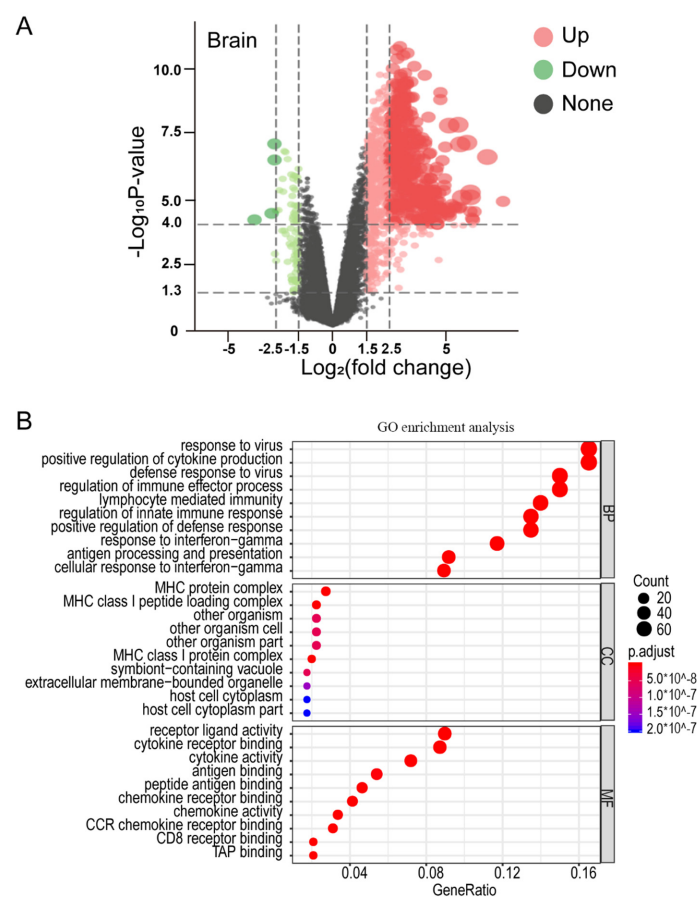 A
Brain
Up
Down
None
-Log₁₀P-value
10.0
7.5
5.0
4.0
2.5
1.3
0
-5
-2.5
-1.5
0
1.5
2.5
5
Log₂(fold change)
B
GO enrichment analysis
response to virus
positive regulation of cytokine production
defense response to virus
regulation of immune effector process
lymphocyte mediated immunity
regulation of innate immune response
positive regulation of defense response
response to interferon-gamma
antigen processing and presentation
cellular response to interferon-gamma
BP
MHC protein complex
MHC class I peptide loading complex
other organism
other organism cell
other organism part
MHC class I protein complex
symbiont-containing vacuole
extracellular membrane-bounded organelle
host cell cytoplasm
host cell cytoplasm part
CC
receptor ligand activity
cytokine receptor binding
cytokine activity
antigen binding
peptide antigen binding
chemokine receptor binding
chemokine activity
CCR chemokine receptor binding
CD8 receptor binding
TAP binding
MF
0.04
0.08
0.12
0.16
GeneRatio
Count
20
40
60
p.adjust
5.0*10^-8
1.0*10^-7
1.5*10^-7
2.0*10^-7